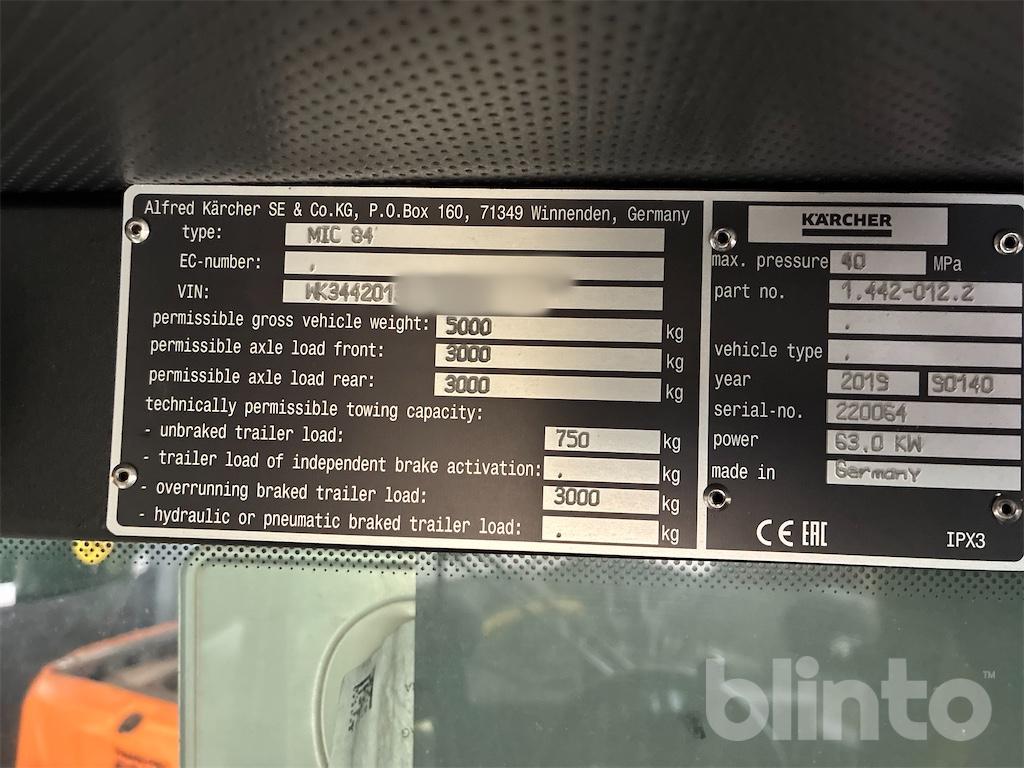 Alfred Kärcher SE & Co.KG, P.O.Box 160, 71349 Winnenden, Germany
type: MIC 84
EC-number: .
VIN: WK344201
permissible gross vehicle weight: 5000 kg
permissible axle load front: 3000 kg
permissible axle load rear: 3000 kg
technically permissible towing capacity:
- unbraked trailer load: 750 kg
- trailer load of independent brake activation: . kg
- overrunning braked trailer load: 3000 kg
- hydraulic or pneumatic braked trailer load: . kg
KÄRCHER
max. pressure 40 MPa
part no. 1.442-012.2
.
vehicle type .
year 2019 90140
serial-no. 220064
power 63,0 KW
made in Germany
CE EAC IPX3
blinto™